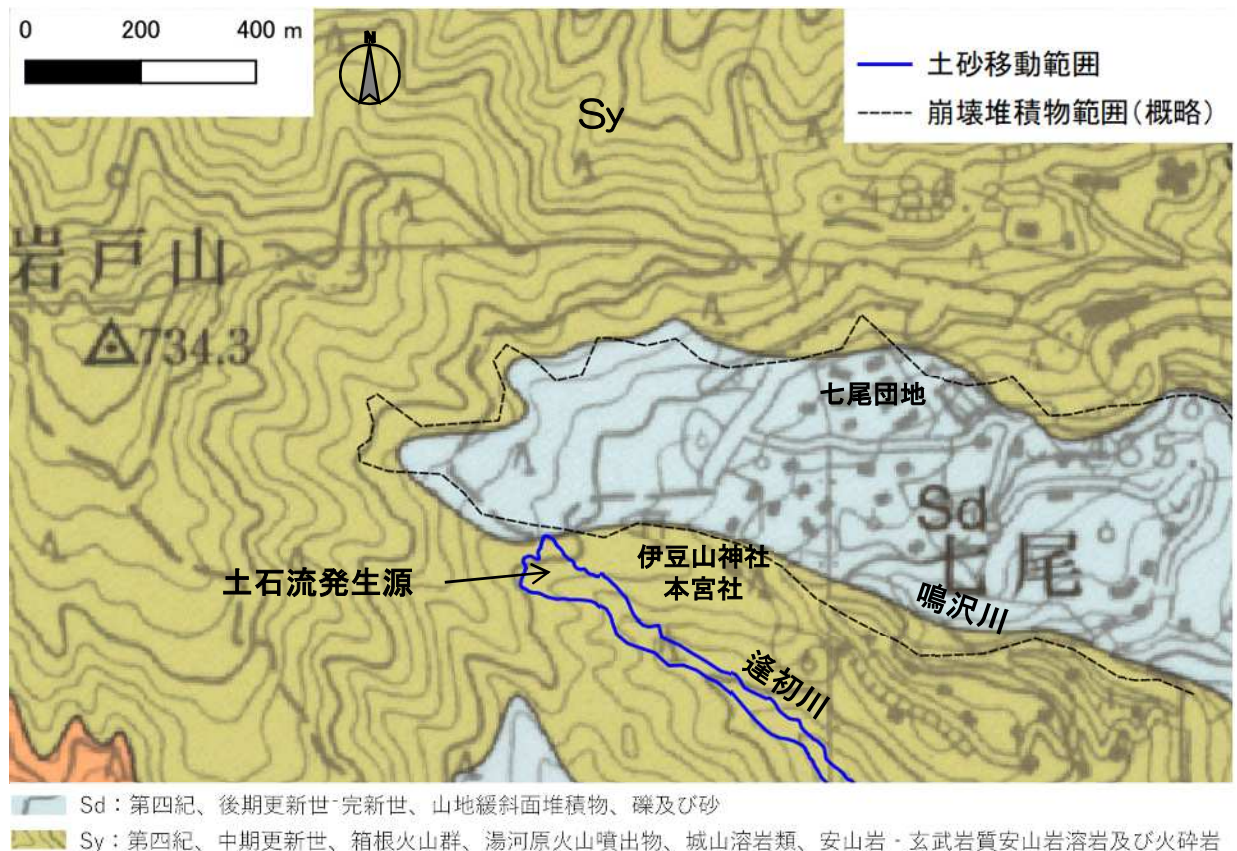 0 200 400 m
N
土砂移動範囲
崩壊堆積物範囲(概略)
Sy
岩戸山
734.3
七尾団地
Sd
七尾
伊豆山神社
本宮社
土石流発生源
鳴沢川
逢初川
Sd：第四紀、後期更新世-完新世、山地緩斜面堆積物、礫及び砂
Sy：第四紀、中期更新世、箱根火山群、湯河原火山噴出物、城山溶岩類、安山岩 - 玄武岩質安山岩溶岩及び火砕岩